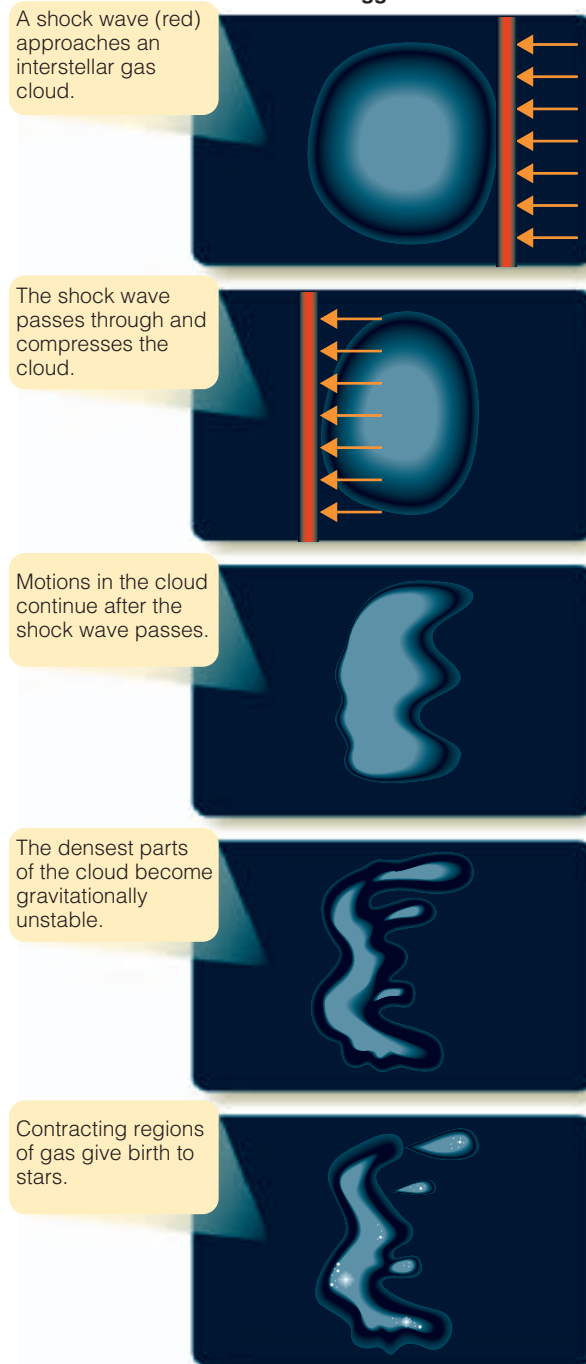 A shock wave (red)
approaches an
interstellar gas
cloud.
The shock wave
passes through and
compresses the
cloud.
Motions in the cloud
continue after the
shock wave passes.
The densest parts
of the cloud become
gravitationally
unstable.
Contracting regions
of gas give birth to
stars.